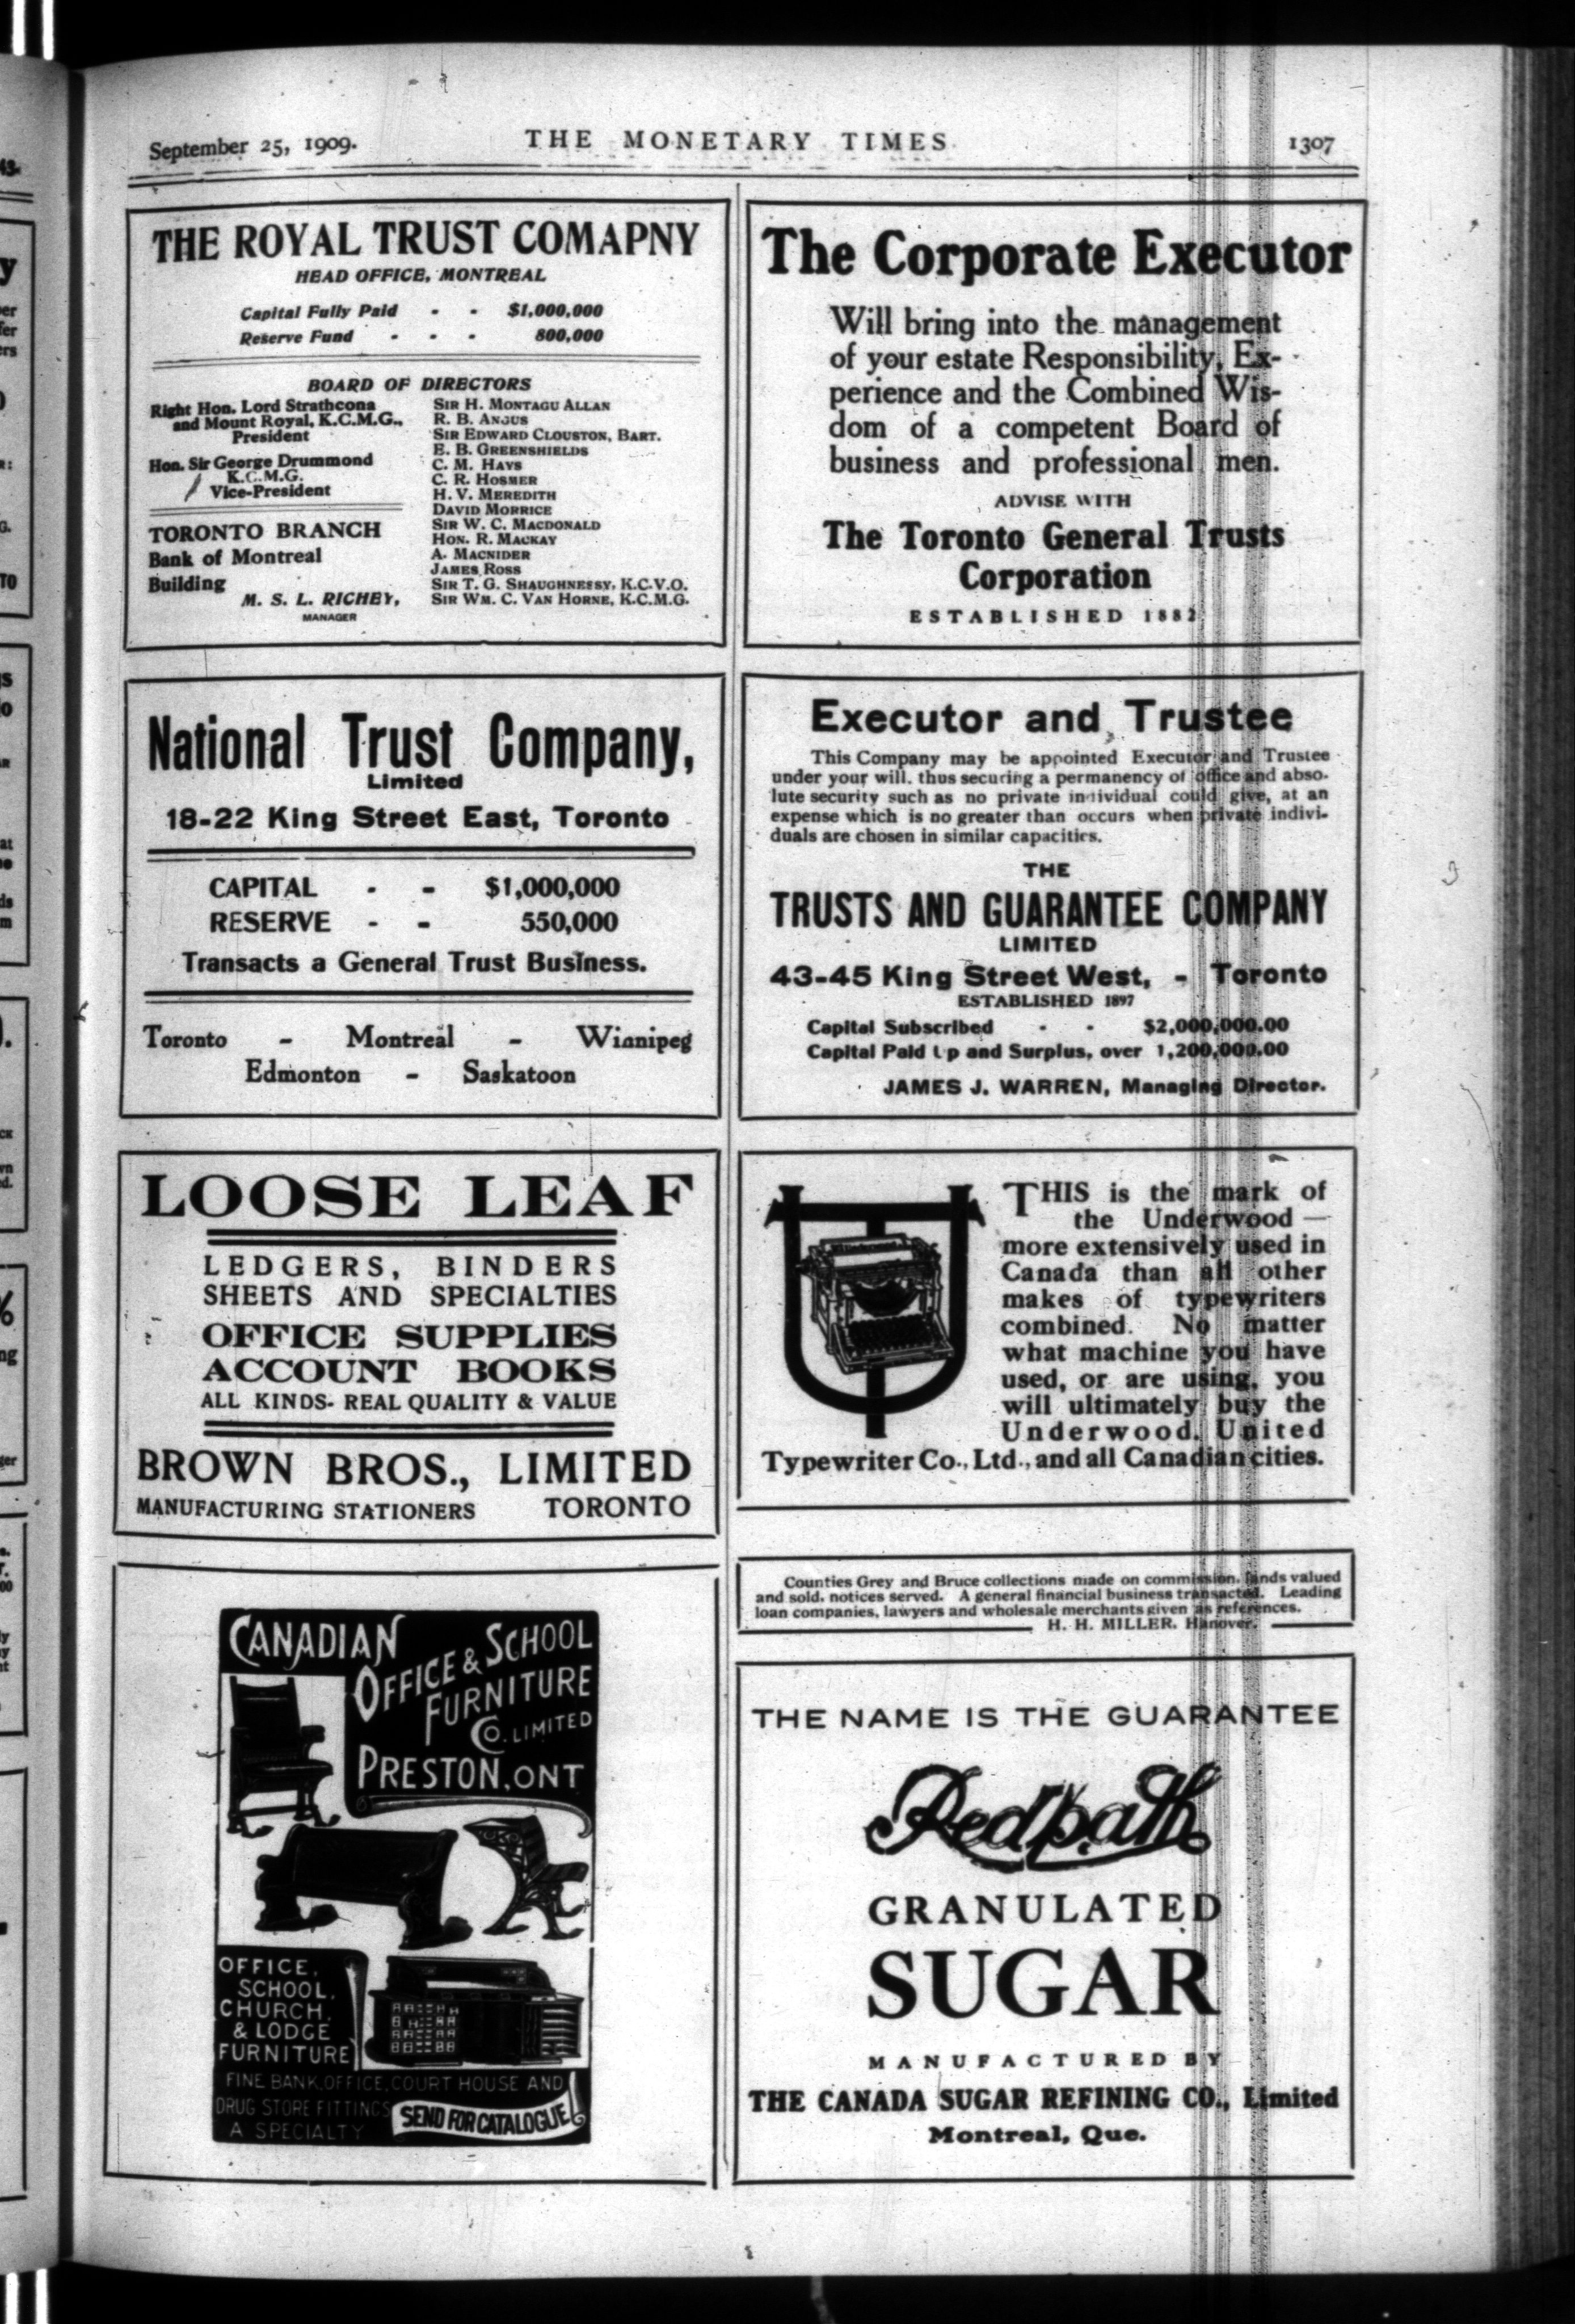 September 25, 1909.
THE MONETARY TIMES
1307
THE ROYAL TRUST COMAPNY
HEAD OFFICE, MONTREAL
Capital Fully Paid - - $1,000,000
Reserve Fund - - - 800,000
BOARD OF DIRECTORS
Right Hon. Lord Strathcona
and Mount Royal, K.C.M.G.,
President
Hon. Sir George Drummond
K.C.M.G.
Vice-President
TORONTO BRANCH
Bank of Montreal
Building
M. S. L. RICHEY,
MANAGER
SIR H. MONTAGU ALLAN
R. B. ANGUS
SIR EDWARD CLOUSTON, BART.
E. B. GREENSHIELDS
C. M. HAYS
C. R. HOSMER
H. V. MEREDITH
DAVID MORRICE
SIR W. C. MACDONALD
HON. R. MACKAY
A. MACNIDER
JAMES ROSS
SIR T. G. SHAUGHNESSY, K.C.V.O.
SIR WM. C. VAN HORNE, K.C.M.G.
The Corporate Executor
Will bring into the management
of your estate Responsibility, Ex-
perience and the Combined Wis-
dom of a competent Board of
business and professional men.
ADVISE WITH
The Toronto General Trusts
Corporation
ESTABLISHED 1882
National Trust Company,
Limited
18-22 King Street East, Toronto
CAPITAL - - $1,000,000
RESERVE - - 550,000
Transacts a General Trust Business.
Toronto - Montreal - Winnipeg
Edmonton - Saskatoon
Executor and Trustee
This Company may be appointed Executor and Trustee
under your will, thus securing a permanency of office and abso-
lute security such as no private individual could give, at an
expense which is no greater than occurs when private indivi-
duals are chosen in similar capacities.
THE
TRUSTS AND GUARANTEE COMPANY
LIMITED
43-45 King Street West, - Toronto
ESTABLISHED 1897
Capital Subscribed - - $2,000,000.00
Capital Paid Up and Surplus, over 1,200,000.00
JAMES J. WARREN, Managing Director.
LOOSE LEAF
LEDGERS, BINDERS
SHEETS AND SPECIALTIES
OFFICE SUPPLIES
ACCOUNT BOOKS
ALL KINDS- REAL QUALITY & VALUE
BROWN BROS., LIMITED
MANUFACTURING STATIONERS TORONTO
THIS is the mark of
the Underwood —
more extensively used in
Canada than all other
makes of typewriters
combined. No matter
what machine you have
used, or are using, you
will ultimately buy the
Underwood. United
Typewriter Co., Ltd., and all Canadian cities.
Counties Grey and Bruce collections made on commission, lands valued
and sold, notices served. A general financial business transacted. Leading
loan companies, lawyers and wholesale merchants given as references.
H. H. MILLER, Hanover.
CANADIAN
OFFICE & SCHOOL
FURNITURE
CO. LIMITED
PRESTON, ONT
OFFICE,
SCHOOL,
CHURCH,
& LODGE
FURNITURE
FINE BANK, OFFICE, COURT HOUSE AND
DRUG STORE FITTINGS
A SPECIALTY
SEND FOR CATALOGUE
THE NAME IS THE GUARANTEE
Redpath
GRANULATED
SUGAR
MANUFACTURED BY
THE CANADA SUGAR REFINING CO., Limited
Montreal, Que.